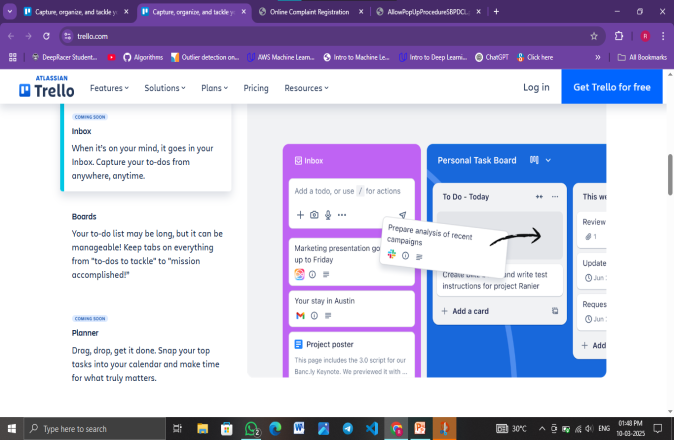 Capture, organize, and tackle yo
Capture, organize, and tackle yo
Online Complaint Registration
AllowPopUpProcedureSBPDCL.
trello.com
R
DeepRacer Student...
Algorithms
Outlier detection on...
AWS Machine Learn...
Intro to Machine Le...
Intro to Deep Learni...
ChatGPT
Click here
»
All Bookmarks
ATLASSIAN
Trello
Features
Solutions
Plans
Pricing
Resources
Log in
Get Trello for free
COMING SOON
Inbox
When it's on your mind, it goes in your
Inbox. Capture your to-dos from
anywhere, anytime.
Boards
Your to-do list may be long, but it can be
manageable! Keep tabs on everything
from "to-dos to tackle" to "mission
accomplished!"
COMING SOON
Planner
Drag, drop, get it done. Snap your top
tasks into your calendar and make time
for what truly matters.
Inbox
Add a todo, or use / for actions
Marketing presentation go
up to Friday
Your stay in Austin
Project poster
This page includes the 3.0 script for our
Banc.ly Keynote. We previewed it with ...
Personal Task Board
To Do - Today
Prepare analysis of recent
campaigns
and write test
instructions for project Ranier
+ Add a card
This we
Review
1
Update
Jun
Reques
Jun
+ Add
Type here to search
2
30°C
ENG
01:48 PM
10-03-2025